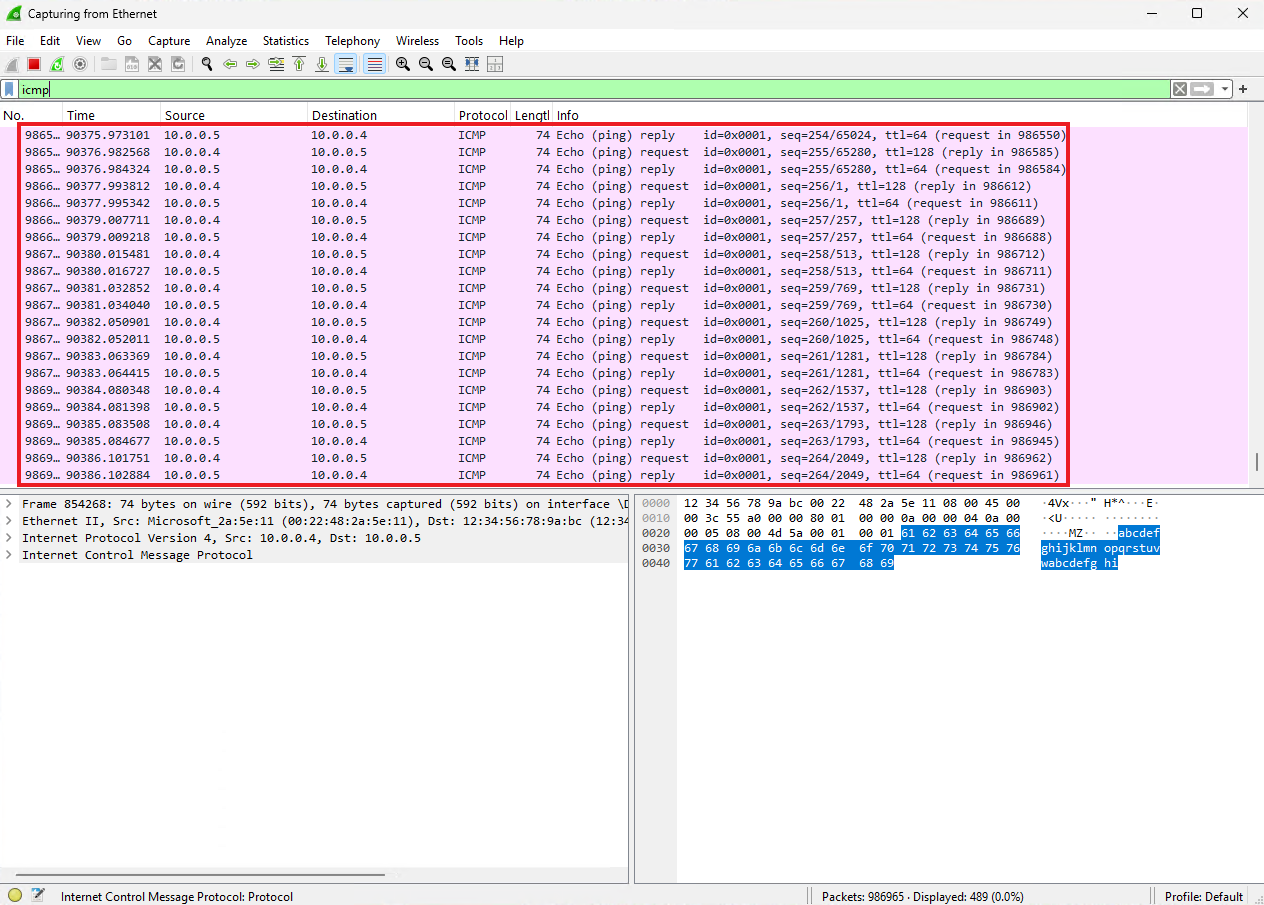 Capturing from Ethernet
File Edit View Go Capture Analyze Statistics Telephony Wireless Tools Help
icmp
No. Time Source Destination Protocol Lengtl Info
9865… 90375.973101 10.0.0.5 10.0.0.4 ICMP 74 Echo (ping) reply id=0x0001, seq=254/65024, ttl=64 (request in 986550)
9865… 90376.982568 10.0.0.4 10.0.0.5 ICMP 74 Echo (ping) request id=0x0001, seq=255/65280, ttl=128 (reply in 986585)
9865… 90376.984324 10.0.0.5 10.0.0.4 ICMP 74 Echo (ping) reply id=0x0001, seq=255/65280, ttl=64 (request in 986584)
9866… 90377.993812 10.0.0.4 10.0.0.5 ICMP 74 Echo (ping) request id=0x0001, seq=256/1, ttl=128 (reply in 986612)
9866… 90377.995342 10.0.0.5 10.0.0.4 ICMP 74 Echo (ping) reply id=0x0001, seq=256/1, ttl=64 (request in 986611)
9866… 90379.007711 10.0.0.4 10.0.0.5 ICMP 74 Echo (ping) request id=0x0001, seq=257/257, ttl=128 (reply in 986689)
9866… 90379.009218 10.0.0.5 10.0.0.4 ICMP 74 Echo (ping) reply id=0x0001, seq=257/257, ttl=64 (request in 986688)
9867… 90380.015481 10.0.0.4 10.0.0.5 ICMP 74 Echo (ping) request id=0x0001, seq=258/513, ttl=128 (reply in 986712)
9867… 90380.016727 10.0.0.5 10.0.0.4 ICMP 74 Echo (ping) reply id=0x0001, seq=258/513, ttl=64 (request in 986711)
9867… 90381.032852 10.0.0.4 10.0.0.5 ICMP 74 Echo (ping) request id=0x0001, seq=259/769, ttl=128 (reply in 986731)
9867… 90381.034040 10.0.0.5 10.0.0.4 ICMP 74 Echo (ping) reply id=0x0001, seq=259/769, ttl=64 (request in 986730)
9867… 90382.050901 10.0.0.4 10.0.0.5 ICMP 74 Echo (ping) request id=0x0001, seq=260/1025, ttl=128 (reply in 986749)
9867… 90382.052011 10.0.0.5 10.0.0.4 ICMP 74 Echo (ping) reply id=0x0001, seq=260/1025, ttl=64 (request in 986748)
9867… 90383.063369 10.0.0.4 10.0.0.5 ICMP 74 Echo (ping) request id=0x0001, seq=261/1281, ttl=128 (reply in 986784)
9867… 90383.064415 10.0.0.5 10.0.0.4 ICMP 74 Echo (ping) reply id=0x0001, seq=261/1281, ttl=64 (request in 986783)
9869… 90384.080348 10.0.0.4 10.0.0.5 ICMP 74 Echo (ping) request id=0x0001, seq=262/1537, ttl=128 (reply in 986903)
9869… 90384.081398 10.0.0.5 10.0.0.4 ICMP 74 Echo (ping) reply id=0x0001, seq=262/1537, ttl=64 (request in 986902)
9869… 90385.083508 10.0.0.4 10.0.0.5 ICMP 74 Echo (ping) request id=0x0001, seq=263/1793, ttl=128 (reply in 986946)
9869… 90385.084677 10.0.0.5 10.0.0.4 ICMP 74 Echo (ping) reply id=0x0001, seq=263/1793, ttl=64 (request in 986945)
9869… 90386.101751 10.0.0.4 10.0.0.5 ICMP 74 Echo (ping) request id=0x0001, seq=264/2049, ttl=128 (reply in 986962)
9869… 90386.102884 10.0.0.5 10.0.0.4 ICMP 74 Echo (ping) reply id=0x0001, seq=264/2049, ttl=64 (request in 986961)
Frame 854268: 74 bytes on wire (592 bits), 74 bytes captured (592 bits) on interface \D
Ethernet II, Src: Microsoft_2a:5e:11 (00:22:48:2a:5e:11), Dst: 12:34:56:78:9a:bc (12:34
Internet Protocol Version 4, Src: 10.0.0.4, Dst: 10.0.0.5
Internet Control Message Protocol
0000 12 34 56 78 9a bc 00 22 48 2a 5e 11 08 00 45 00 ·4Vx···" H*^···E·
0010 00 3c 55 a0 00 00 80 01 00 00 0a 00 00 04 0a 00 ·<U····· ········
0020 00 05 08 00 4d 5a 00 01 00 01 61 62 63 64 65 66 ····MZ·· ··abcdef
0030 67 68 69 6a 6b 6c 6d 6e 6f 70 71 72 73 74 75 76 ghijklmn opqrstuv
0040 77 61 62 63 64 65 66 67 68 69 wabcdefg hi
Internet Control Message Protocol: Protocol
Packets: 986965 · Displayed: 489 (0.0%)
Profile: Default